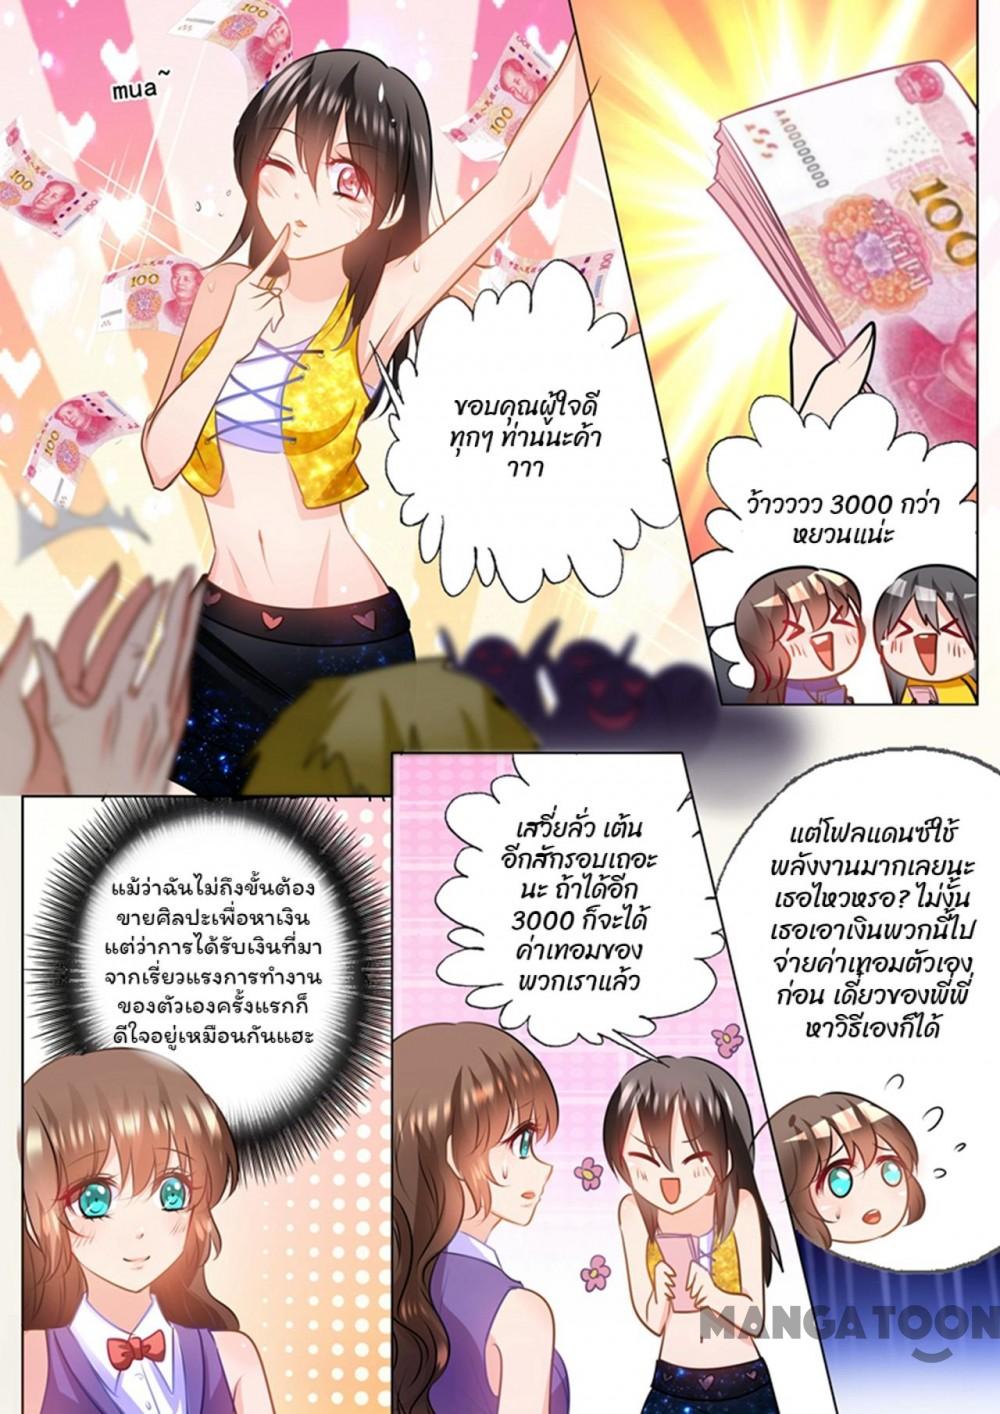 mua~
ขอบคุณผู้ใจดี
ทุกๆ ท่านนะค้า
าาา
100
100
100
100
100
100
AA00000000
100
ว้าวววว 3000 กว่า
หยวนแน่ะ
แม้ว่าฉันไม่ถึงขั้นต้อง
ขายศิลปะเพื่อหาเงิน
แต่ว่าการได้รับเงินที่มา
จากเรี่ยวแรงการทำงาน
ของตัวเองครั้งแรกก็
ดีใจอยู่เหมือนกันแฮะ
เสวี่ยลั่ว เต้น
อีกสักรอบเถอะ
นะ ถ้าได้อีก
3000 ก็จะได้
ค่าเทอมของ
พวกเราแล้ว
แต่โฟลแดนซ์ใช้
พลังงานมากเลยนะ
เธอไหวหรอ? ไม่งั้น
เธอเอาเงินพวกนี้ไป
จ่ายค่าเทอมตัวเอง
ก่อน เดี๋ยวของพี่พี่
หาวิธีเองก็ได้
MANGATOON